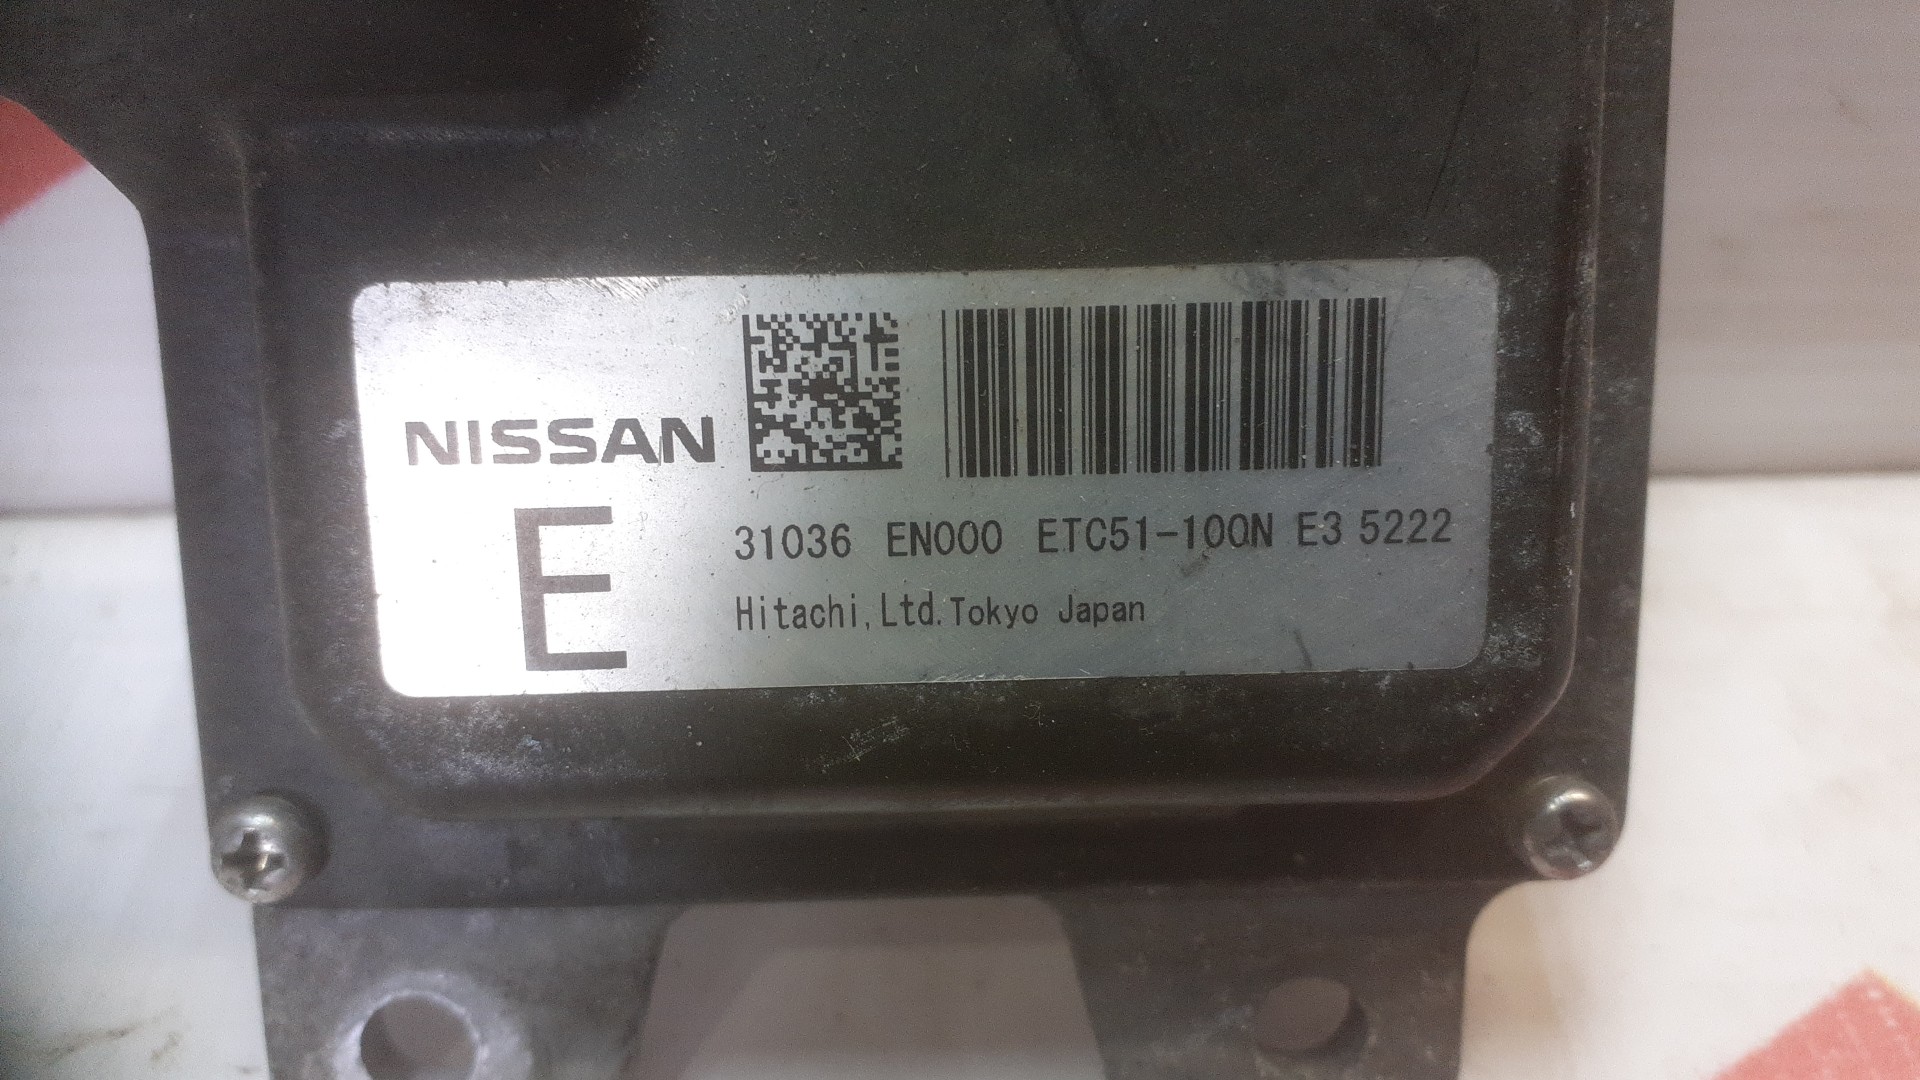 NISSAN
E
31036 EN000 ETC51-100N E3 5222
Hitachi,Ltd.Tokyo Japan